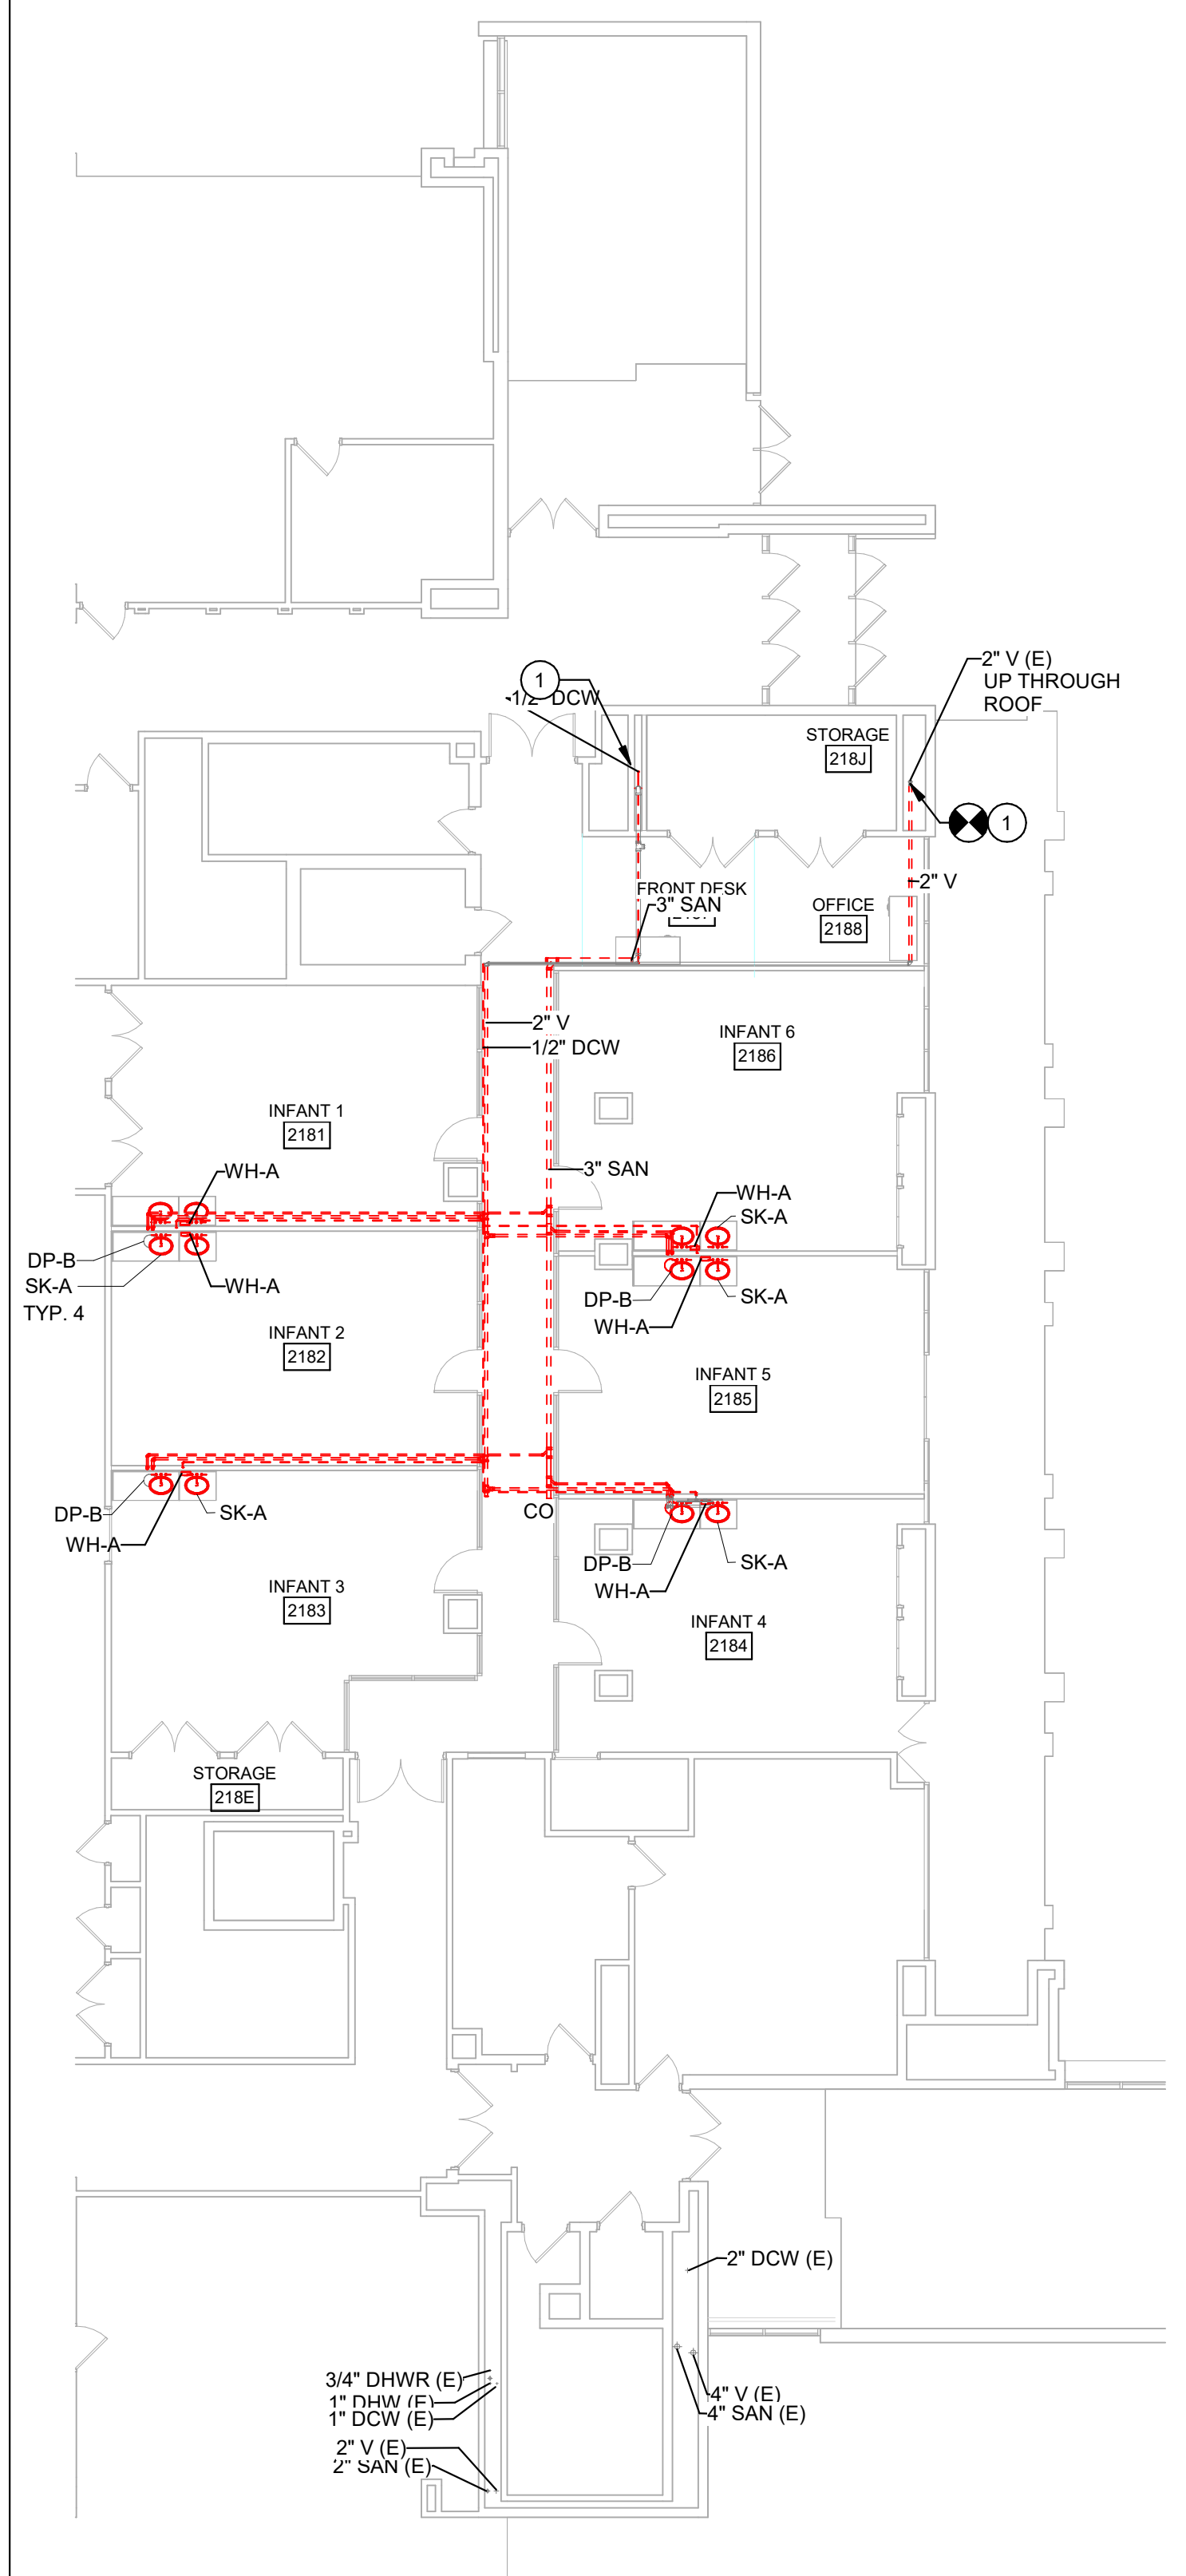 2" V (E)
UP THROUGH
ROOF
1
1/2" DCW
STORAGE
218J
1
2" V
FRONT DESK
3" SAN
OFFICE
2188
2" V
1/2" DCW
INFANT 6
2186
INFANT 1
2181
3" SAN
WH-A
WH-A
SK-A
DP-B
SK-A
TYP. 4
WH-A
DP-B
SK-A
WH-A
INFANT 2
2182
INFANT 5
2185
DP-B
SK-A
WH-A
CO
DP-B
SK-A
WH-A
INFANT 3
2183
INFANT 4
2184
STORAGE
218E
2" DCW (E)
3/4" DHWR (E)
1" DHW (E)
1" DCW (E)
4" V (E)
4" SAN (E)
2" V (E)
2" SAN (E)